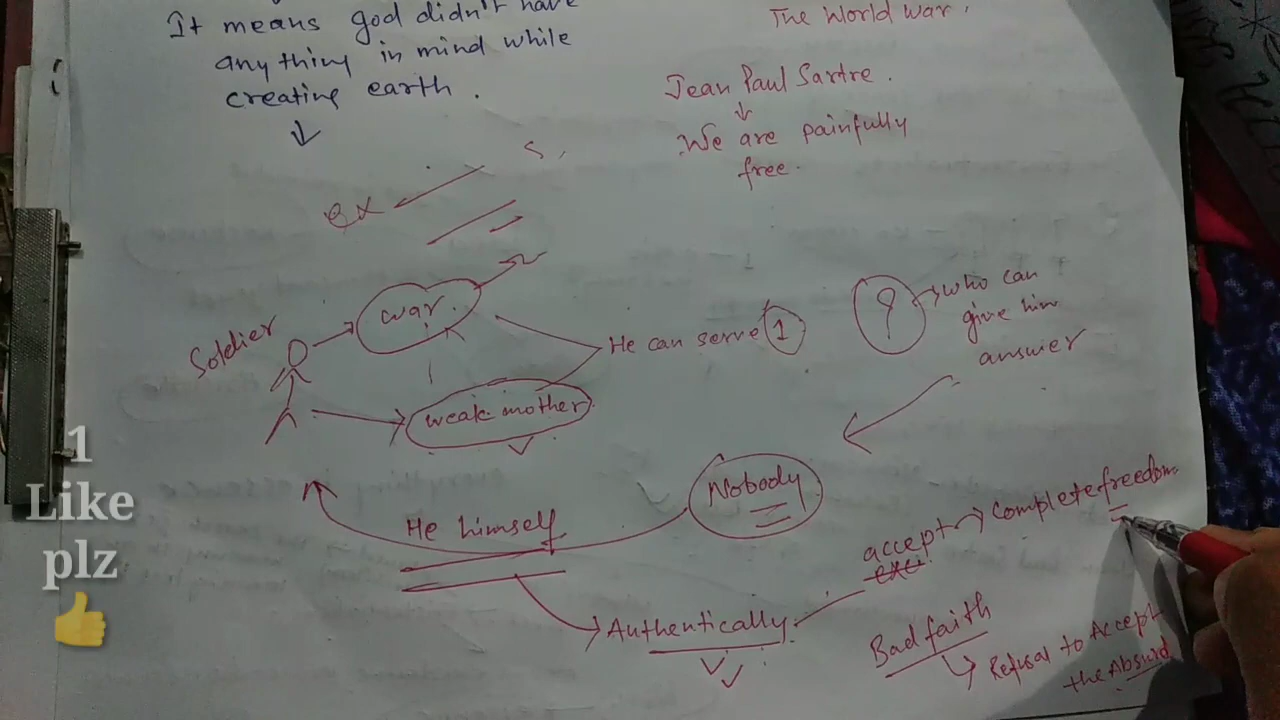 It means god didn't have
anything in mind while
creating earth.
The World War.
Jean Paul Sartre.
We are painfully
free.
ex
S,
Soldier
war.
weak mother
He can serve 1
?
who can
give him
answer
Nobody
He himself
Authentically
accept
complete freedom
Bad faith
Refusal to Accept
the Absurd
1
Like
plz